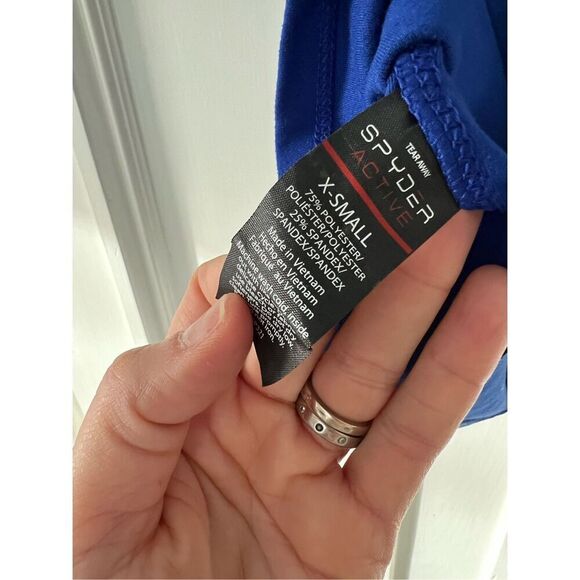 TEAR AWAY
SPYDER
ACTIVE
X-SMALL
75% POLYESTER/
POLIESTER/POLYESTER
25% SPANDEX/
SPANDEX/SPANDEX
Made in Vietnam
Hecho en Vietnam
Fabriqué au Vietnam
Machine wash cold, inside